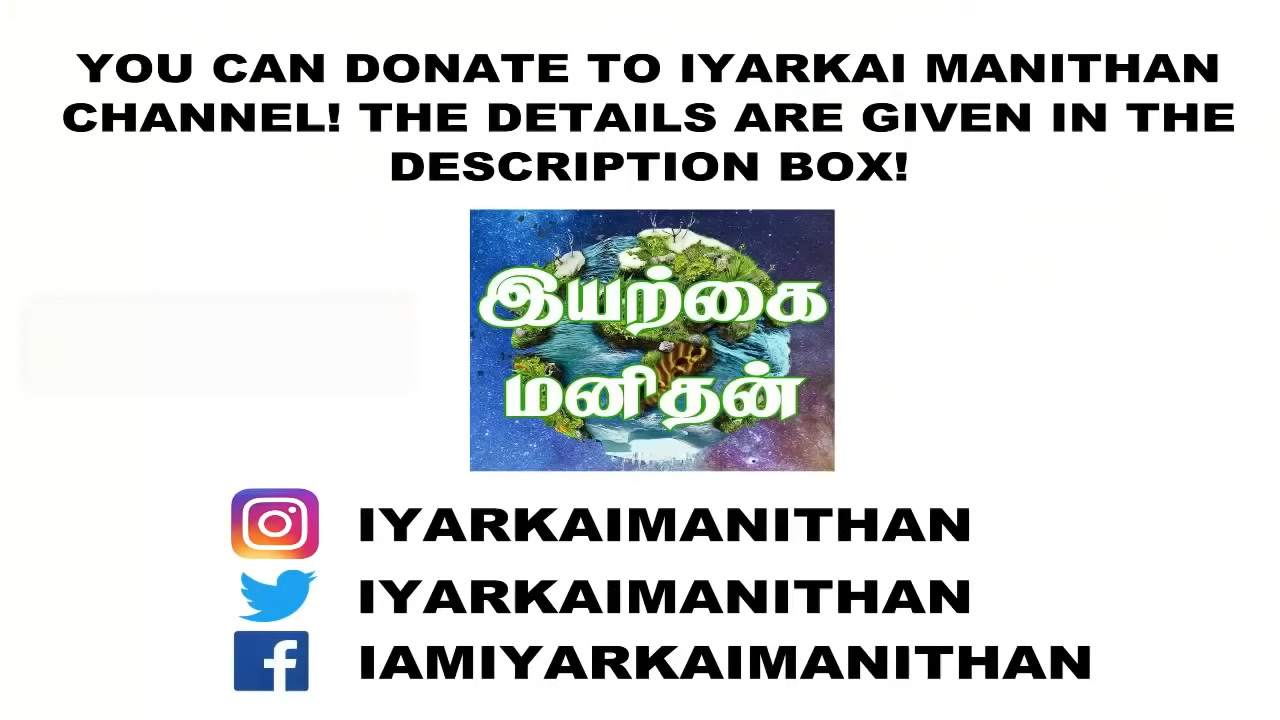 YOU CAN DONATE TO IYARKAI MANITHAN
CHANNEL! THE DETAILS ARE GIVEN IN THE
DESCRIPTION BOX!
இயற்கை
மனிதன்
IYARKAIMANITHAN
IYARKAIMANITHAN
IAMIYARKAIMANITHAN